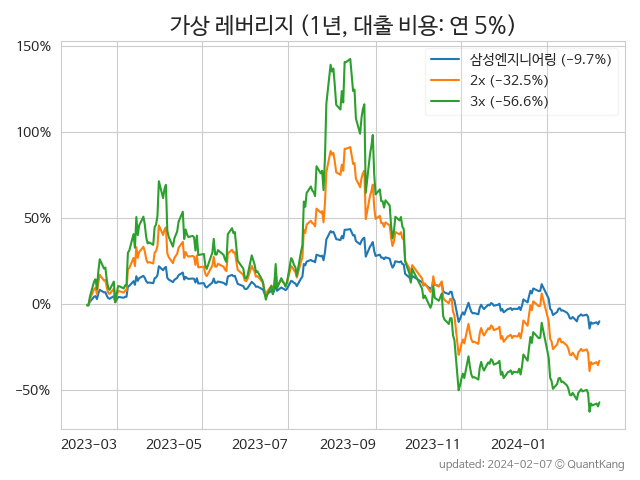 가상 레버리지 (1년, 대출 비용: 연 5%)
150%
100%
50%
0%
−50%
삼성엔지니어링 (−9.7%)
2x (−32.5%)
3x (−56.6%)
2023-03 2023-05 2023-07 2023-09 2023-11 2024-01
updated: 2024-02-07 © QuantKang